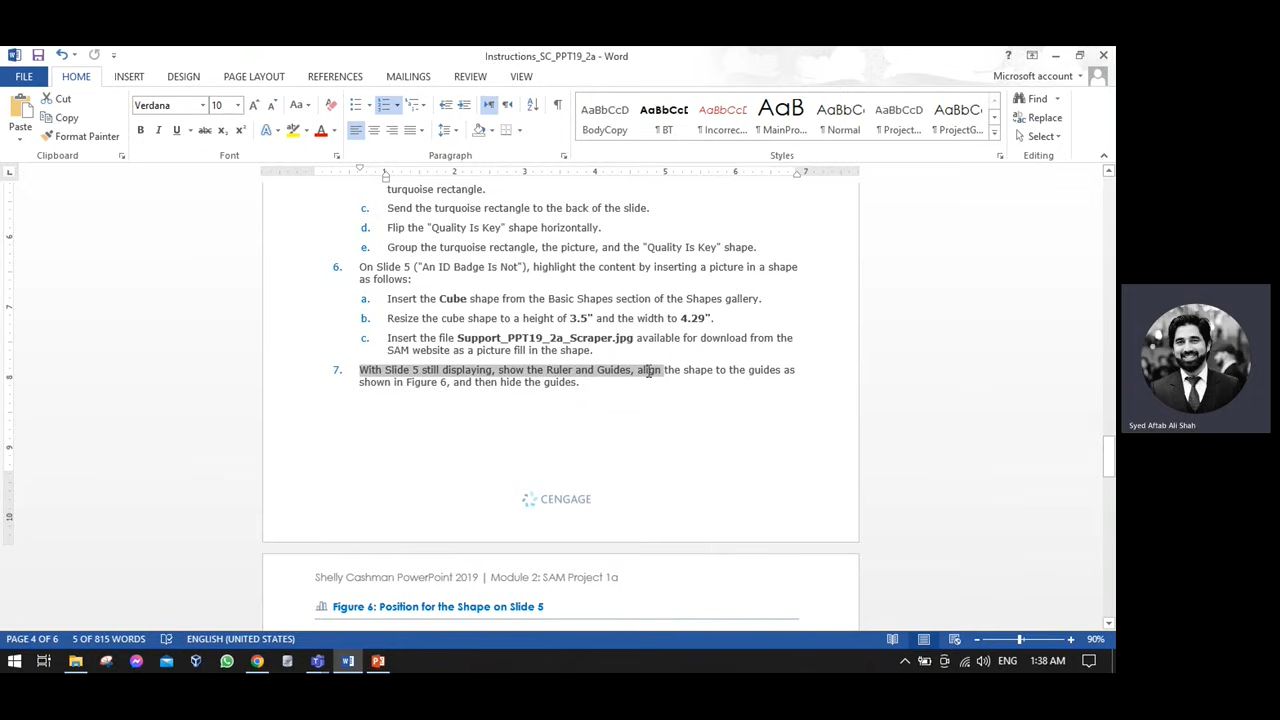 Instructions_SC_PPT19_2a - Word
FILE HOME INSERT DESIGN PAGE LAYOUT REFERENCES MAILINGS REVIEW VIEW
Microsoft account
Paste
Cut
Copy
Format Painter
Clipboard
Verdana 10
Font
Paragraph
AaBbCcD AaBbCcI AaBbCcD AaB AaBbC AaBbCcD AaBbC
BodyCopy ¶ BT ¶ Incorrec... ¶ MainPro... ¶ Normal ¶ Project... ¶ ProjectG...
Styles
Find
Replace
Select
Editing
1 2 3 4 5 6 7
turquoise rectangle.
c. Send the turquoise rectangle to the back of the slide.
d. Flip the "Quality Is Key" shape horizontally.
e. Group the turquoise rectangle, the picture, and the "Quality Is Key" shape.
6. On Slide 5 ("An ID Badge Is Not"), highlight the content by inserting a picture in a shape
as follows:
a. Insert the Cube shape from the Basic Shapes section of the Shapes gallery.
b. Resize the cube shape to a height of 3.5" and the width to 4.29".
c. Insert the file Support_PPT19_2a_Scraper.jpg available for download from the
SAM website as a picture fill in the shape.
7. With Slide 5 still displaying, show the Ruler and Guides, align the shape to the guides as
shown in Figure 6, and then hide the guides.
CENGAGE
Shelly Cashman PowerPoint 2019 | Module 2: SAM Project 1a
Figure 6: Position for the Shape on Slide 5
Syed Aftab Ali Shah
PAGE 4 OF 6 5 OF 815 WORDS ENGLISH (UNITED STATES) 90%
ENG 1:38 AM